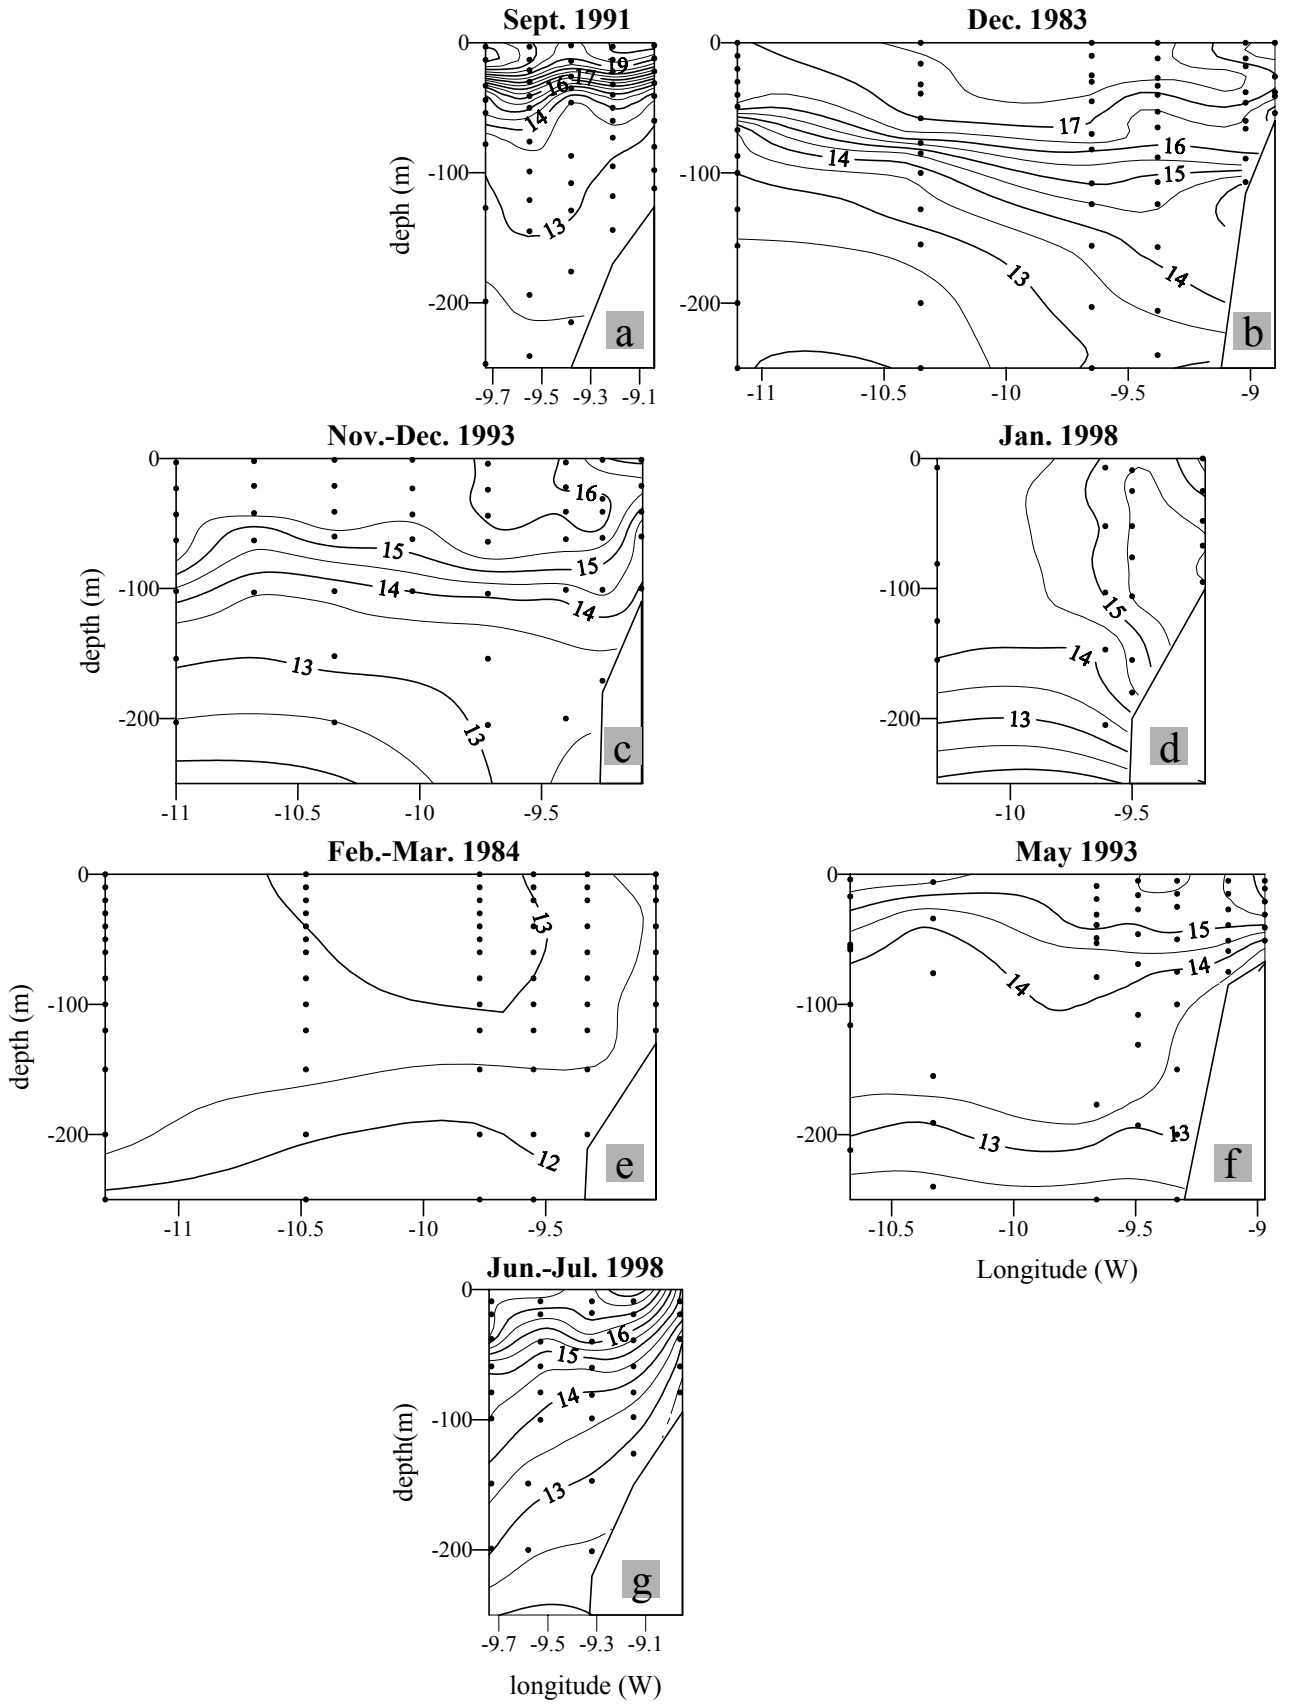 Sept. 1991
0
-100
-200
deph (m)
19
17
16
14
13
a
-9.7 -9.5 -9.3 -9.1
Dec. 1983
0
-100
-200
17
16
15
14
14
13
b
-11 -10.5 -10 -9.5 -9
Nov.-Dec. 1993
0
-100
-200
depth (m)
16
15
15
14
14
13
13
c
-11 -10.5 -10 -9.5
Jan. 1998
0
-100
-200
15
14
13
d
-10 -9.5
Feb.-Mar. 1984
0
-100
-200
depth (m)
13
12
e
-11 -10.5 -10 -9.5
May 1993
0
-100
-200
15
14
14
13
13
f
-10.5 -10 -9.5 -9
Longitude (W)
Jun.-Jul. 1998
0
-100
-200
depth(m)
16
15
14
13
g
-9.7 -9.5 -9.3 -9.1
longitude (W)